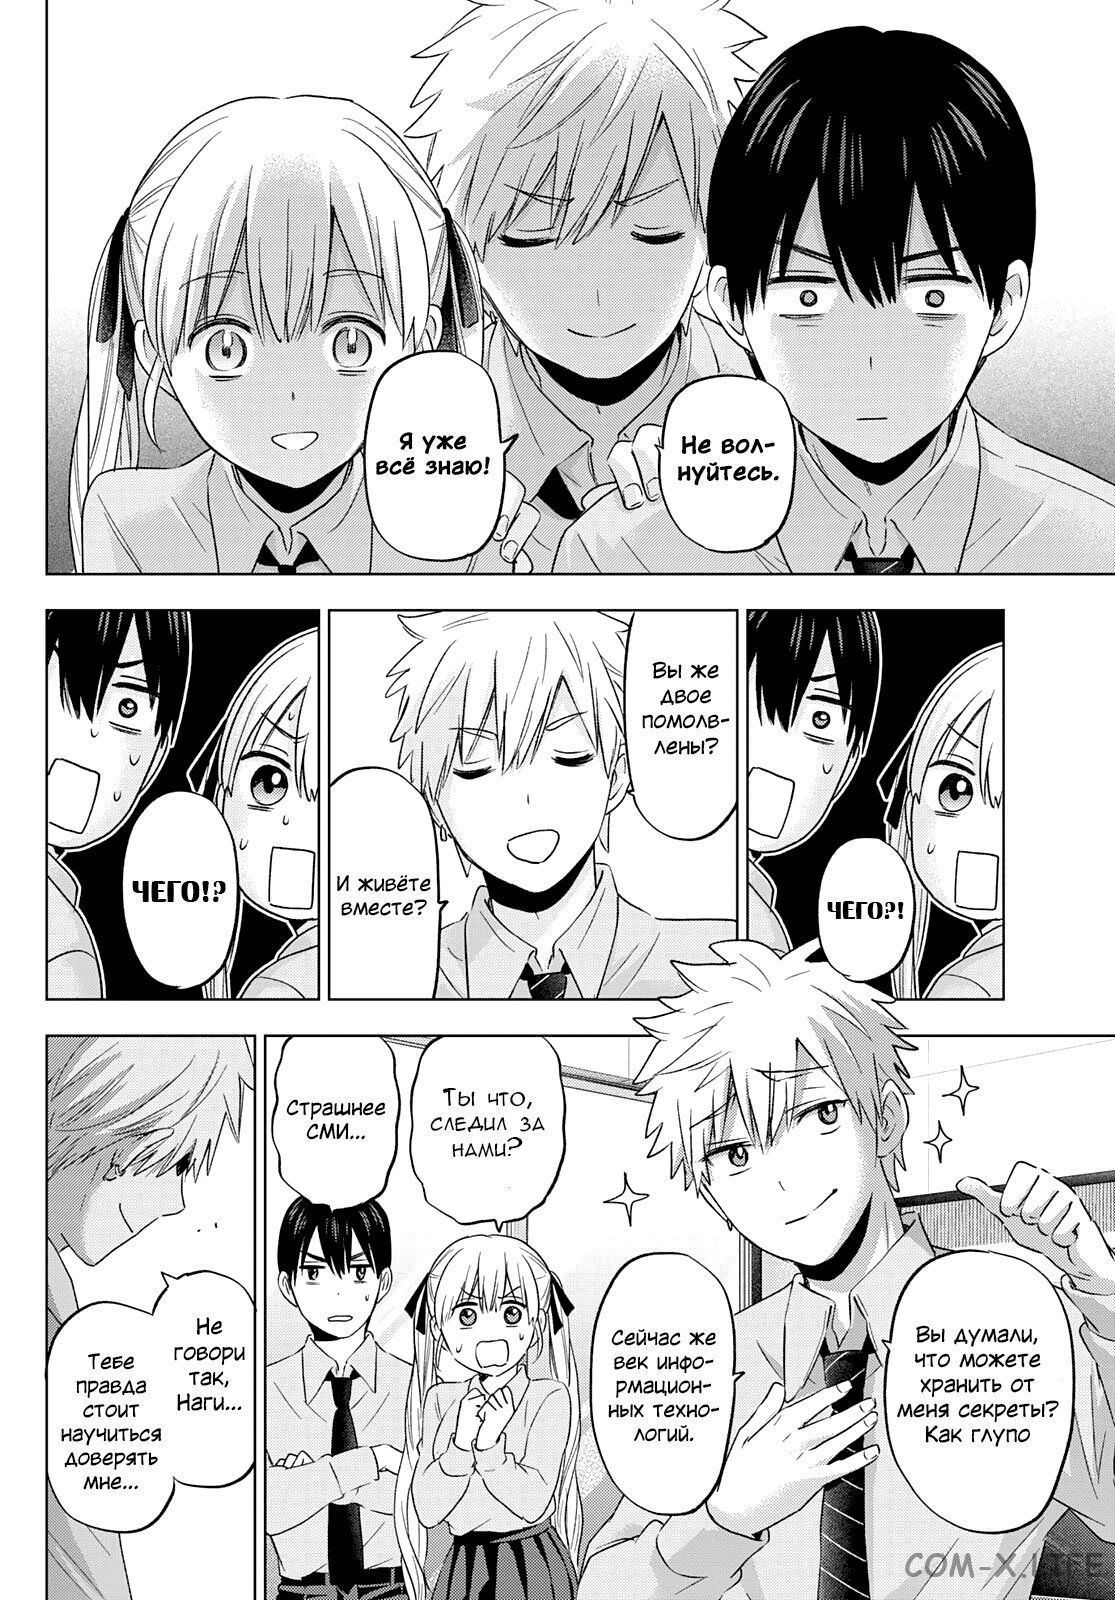 Не вол-
нуйтесь.
Я уже
всё знаю!
Вы же
двое
помолв-
лены?
ЧЕГО?!
И живёте
вместе?
ЧЕГО!?
Вы думали,
что можете
хранить от
меня секреты?
Как глупо
Сейчас же
век инфо-
рмацион-
ных техно-
логий.
Ты что,
следил за
нами?
Страшнее
СМИ...
Не
говори
так,
Наги...
Тебе
правда
стоит
научиться
доверять
мне...
COM-X.LIFE